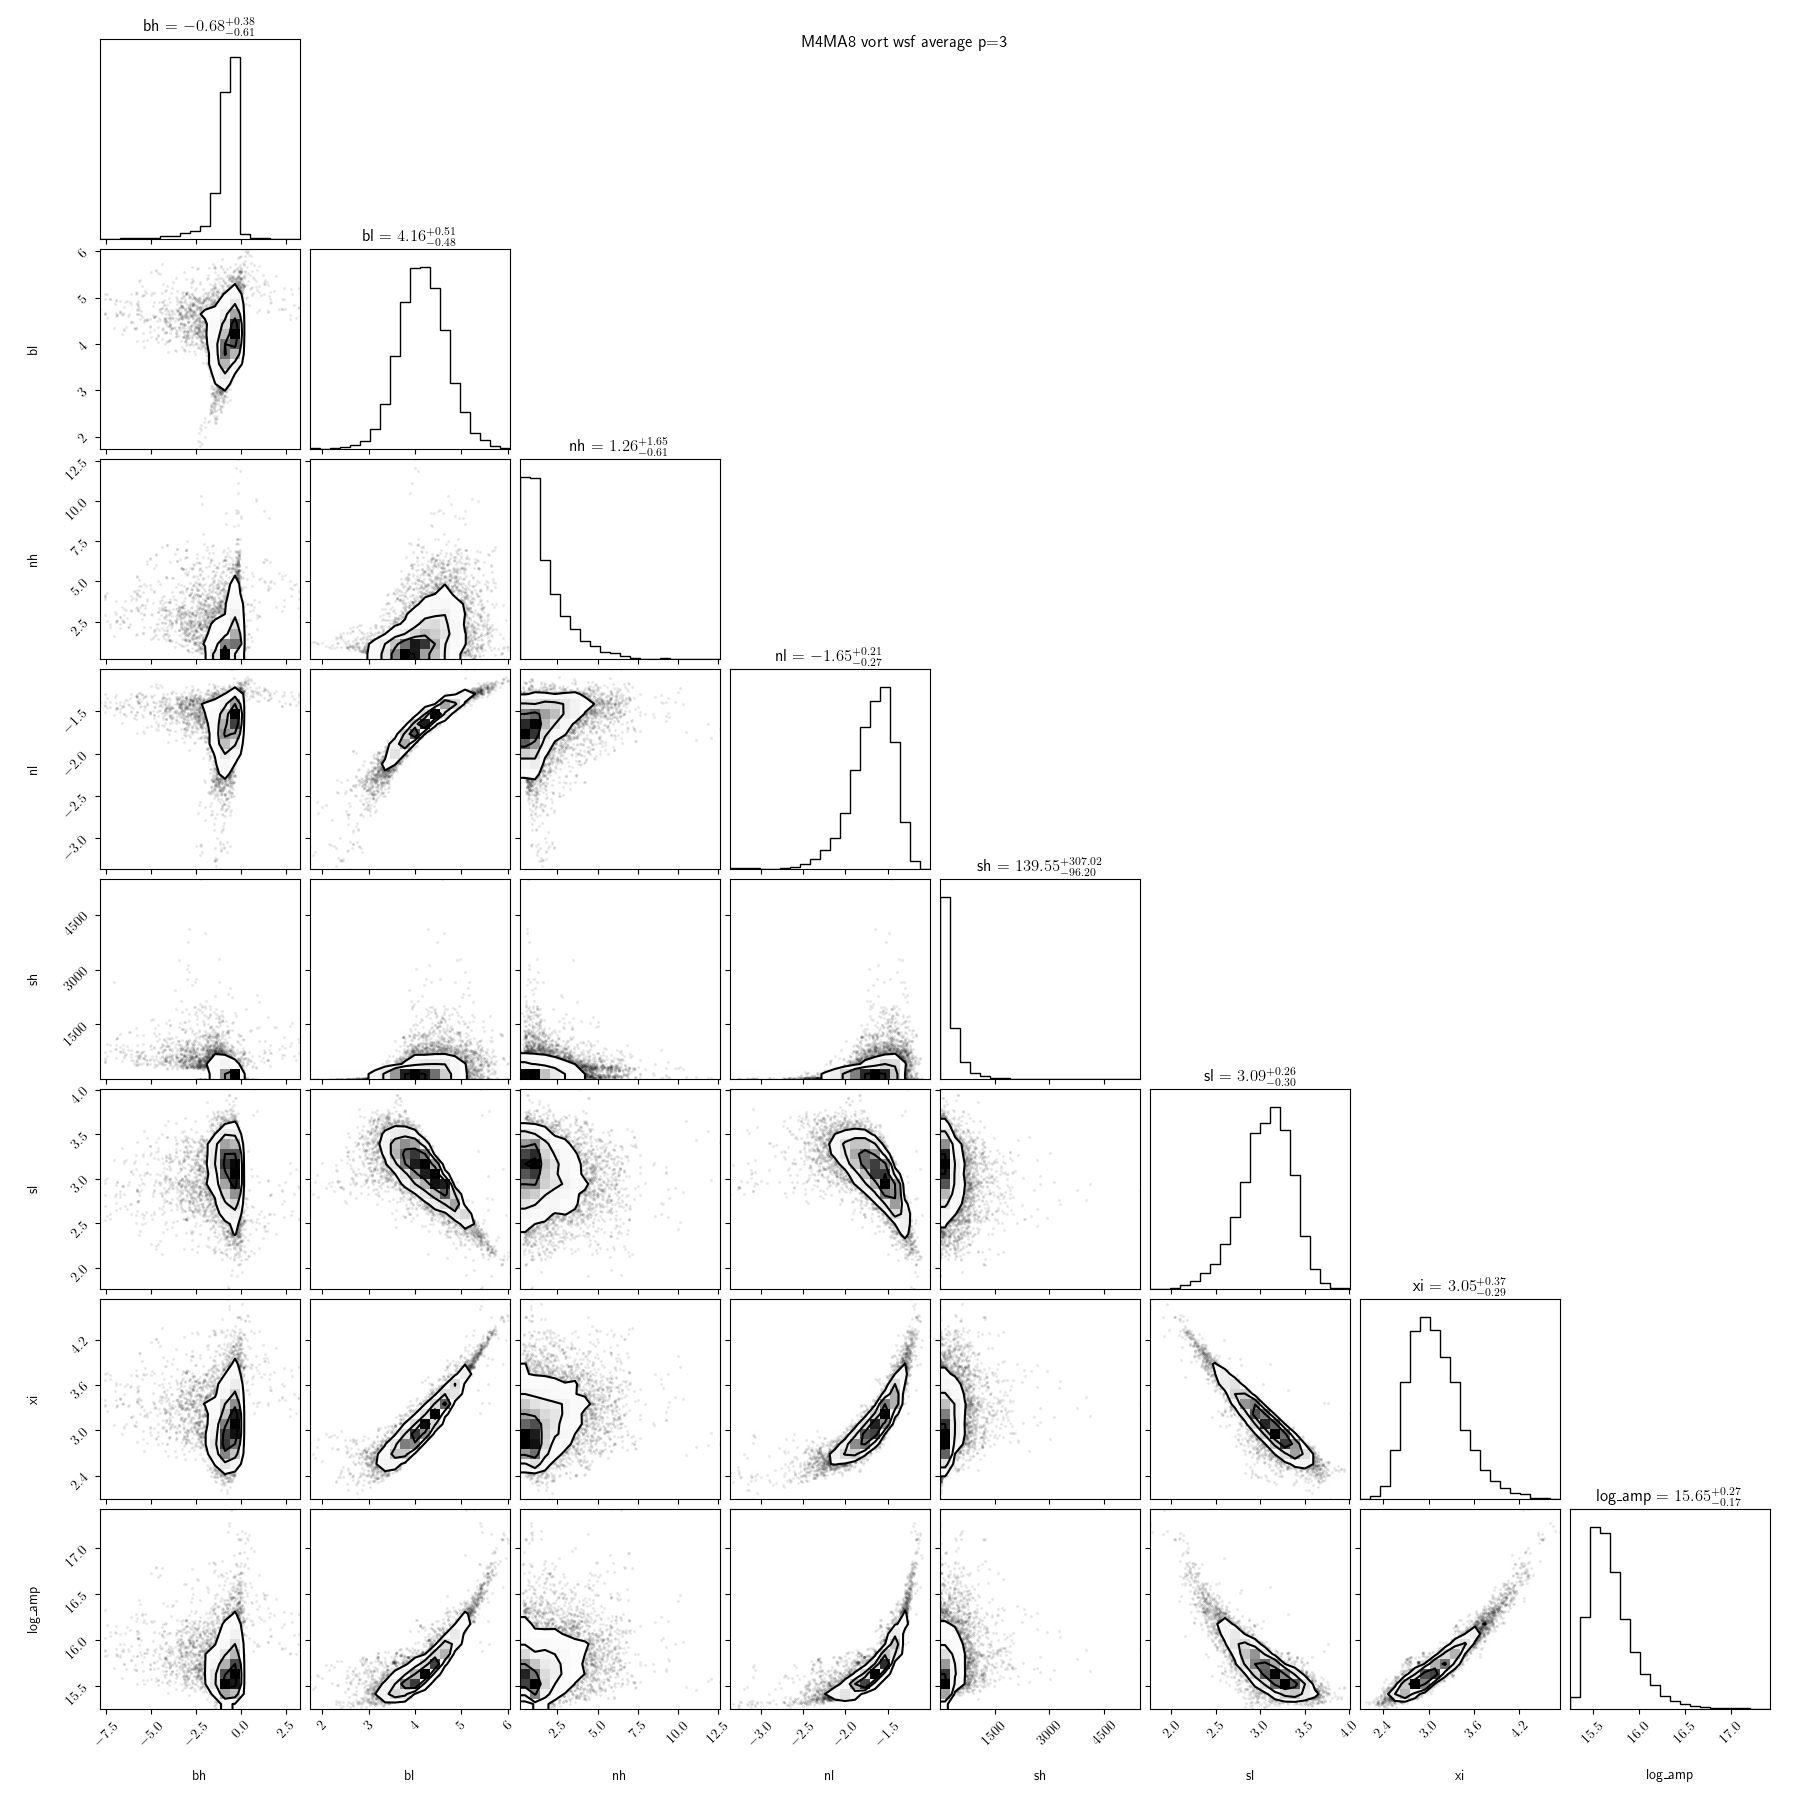 bh = −0.68+0.38−0.61
M4MA8 vort wsf average p=3
bl = 4.16+0.51−0.48
6
5
4
3
2
bl
nh = 1.26+1.65−0.61
12.5
10.0
7.5
5.0
2.5
nh
nl = −1.65+0.21−0.27
−1.5
−2.0
−2.5
−3.0
nl
sh = 139.55+307.02−96.20
4500
3000
1500
sh
sl = 3.09+0.26−0.30
4.0
3.5
3.0
2.5
2.0
sl
xi = 3.05+0.37−0.29
4.2
3.6
3.0
2.4
xi
log_amp = 15.65+0.27−0.17
17.0
16.5
16.0
15.5
log_amp
−7.5 −5.0 −2.5 0.0 2.5 2 3 4 5 6 2.5 5.0 7.5 10.0 12.5 −3.0 −2.5 −2.0 −1.5 1500 3000 4500 2.0 2.5 3.0 3.5 4.0 2.4 3.0 3.6 4.2 15.5 16.0 16.5 17.0
bh bl nh nl sh sl xi log_amp